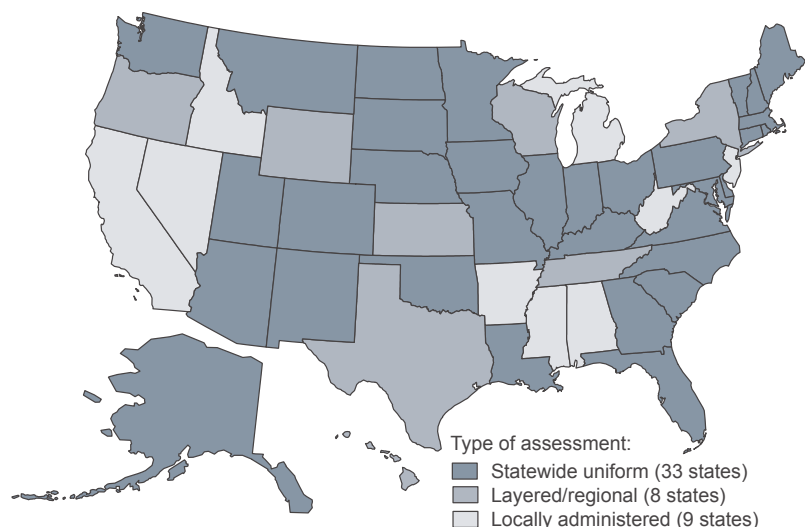 Type of assessment:
Statewide uniform (33 states)
Layered/regional (8 states)
Locally administered (9 states)